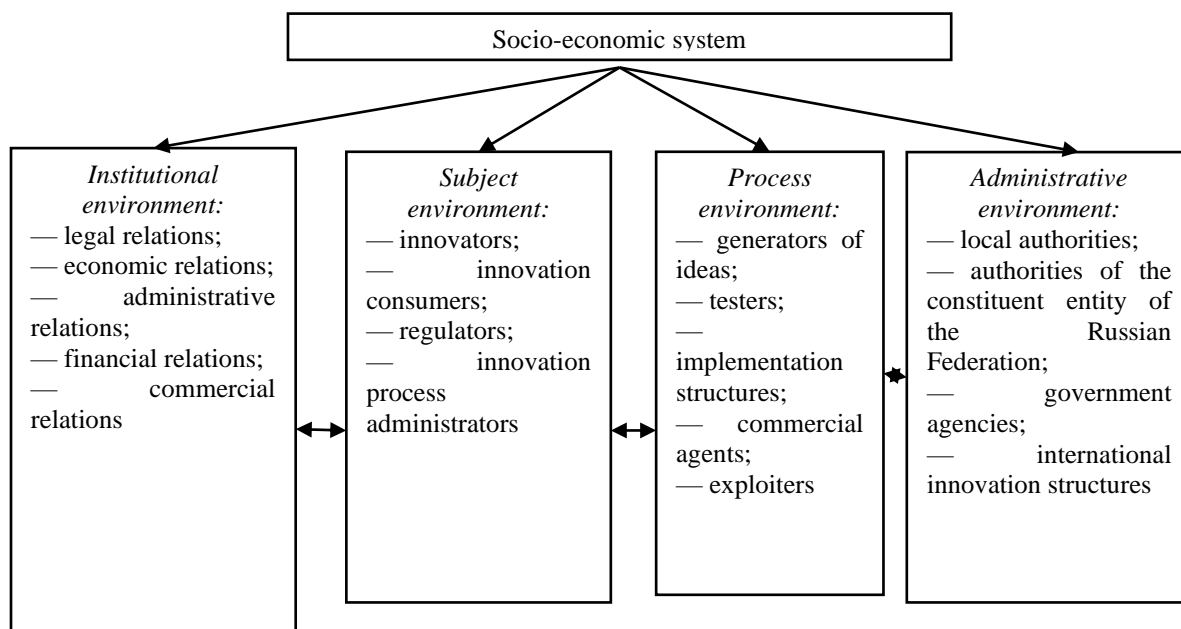 Socio-economic system
Institutional
environment:
— legal relations;
— economic relations;
— administrative
relations;
— financial relations;
— commercial
relations
Subject
environment:
— innovators;
— innovation
consumers;
— regulators;
— innovation
process
administrators
Process
environment:
— generators of
ideas;
— testers;
—
implementation
structures;
— commercial
agents;
— exploiters
Administrative
environment:
— local authorities;
— authorities of the
constituent entity of
the Russian
Federation;
— government
agencies;
— international
innovation structures